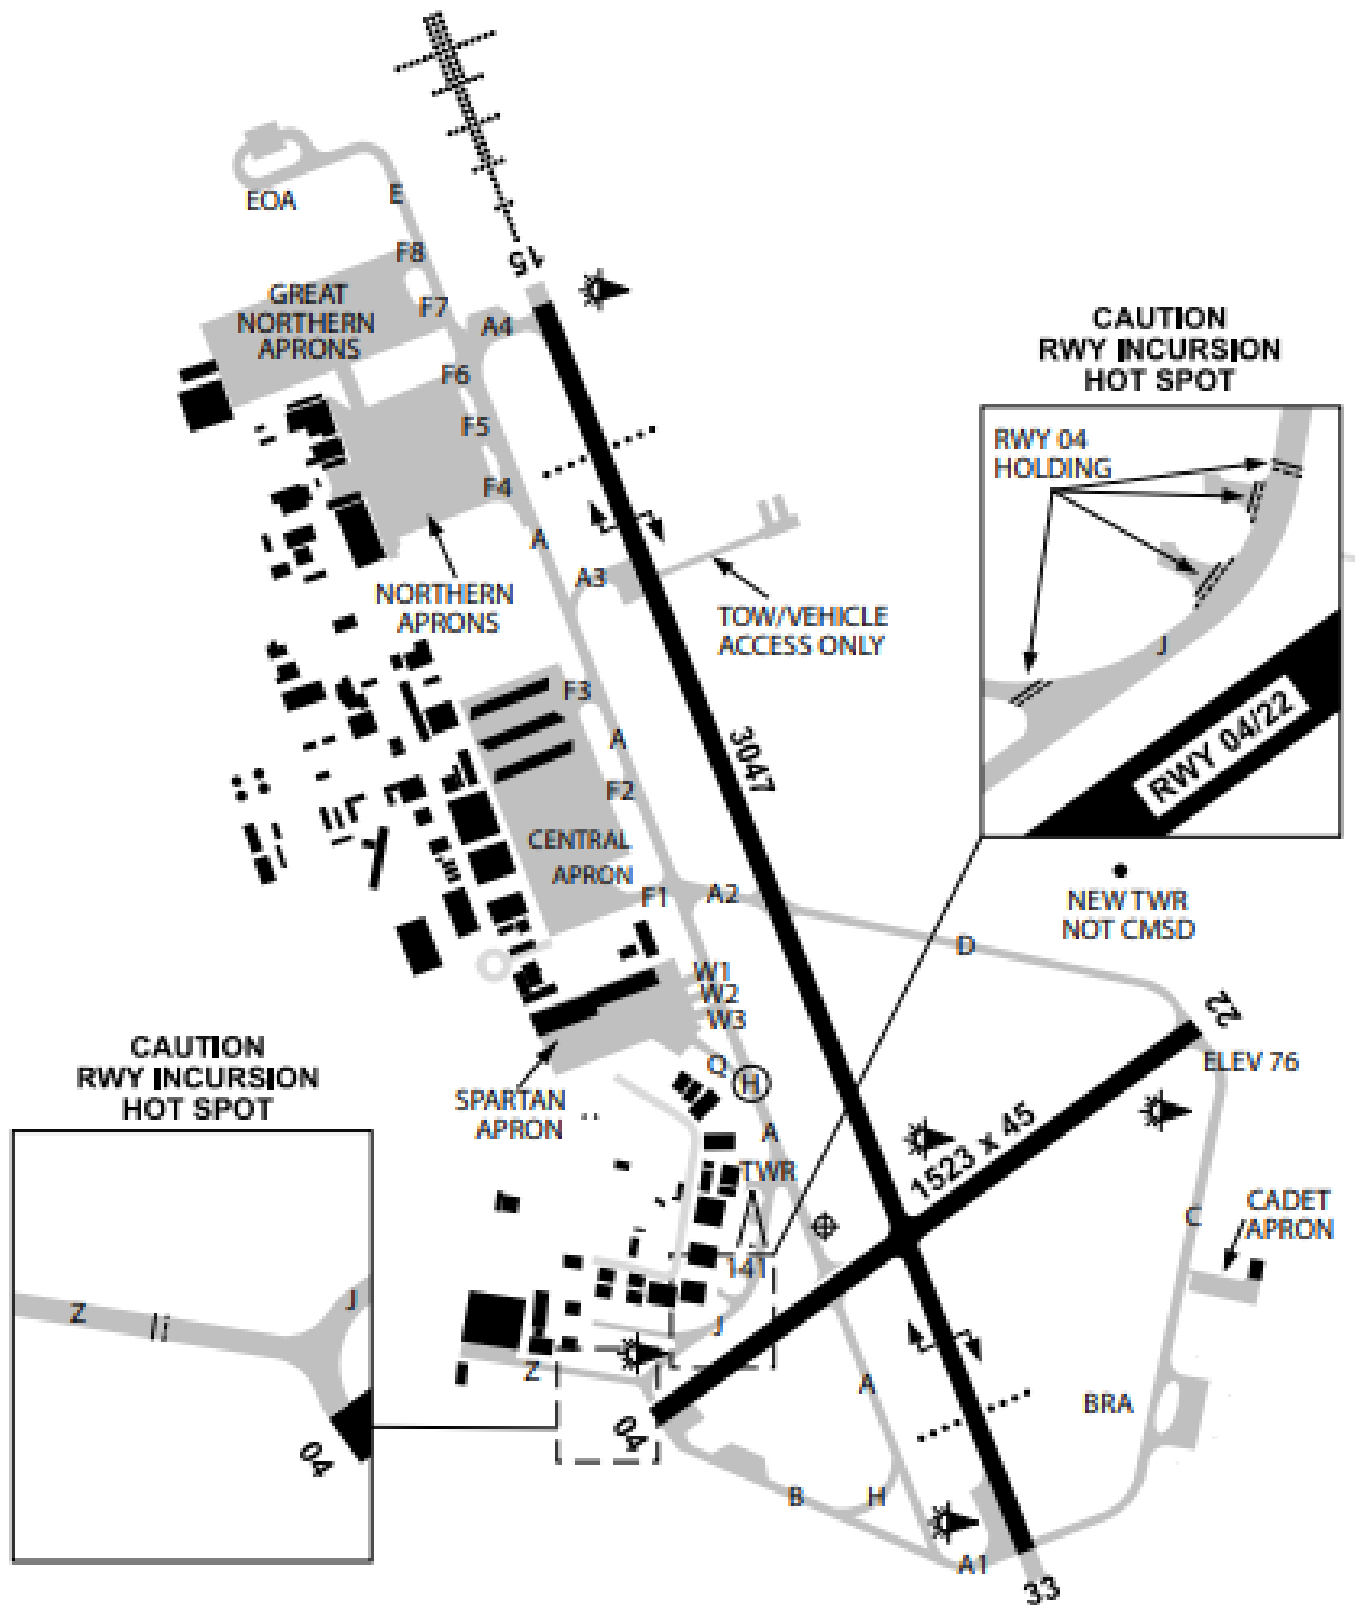 EOA
E
F8
15
GREAT
NORTHERN
APRONS
F7
A4
F6
F5
F4
A
NORTHERN
APRONS
A3
TOW/VEHICLE
ACCESS ONLY
CAUTION
RWY INCURSION
HOT SPOT
RWY 04
HOLDING
J
RWY 04/22
F3
A
3047
F2
CENTRAL
APRON
F1
A2
NEW TWR
NOT CMSD
D
W1
W2
W3
22
ELEV 76
Q
H
CAUTION
RWY INCURSION
HOT SPOT
SPARTAN
APRON
A
TWR
1523 x 45
C
CADET
APRON
141
J
Z
A
BRA
04
B
H
A1
33
Z
J
04